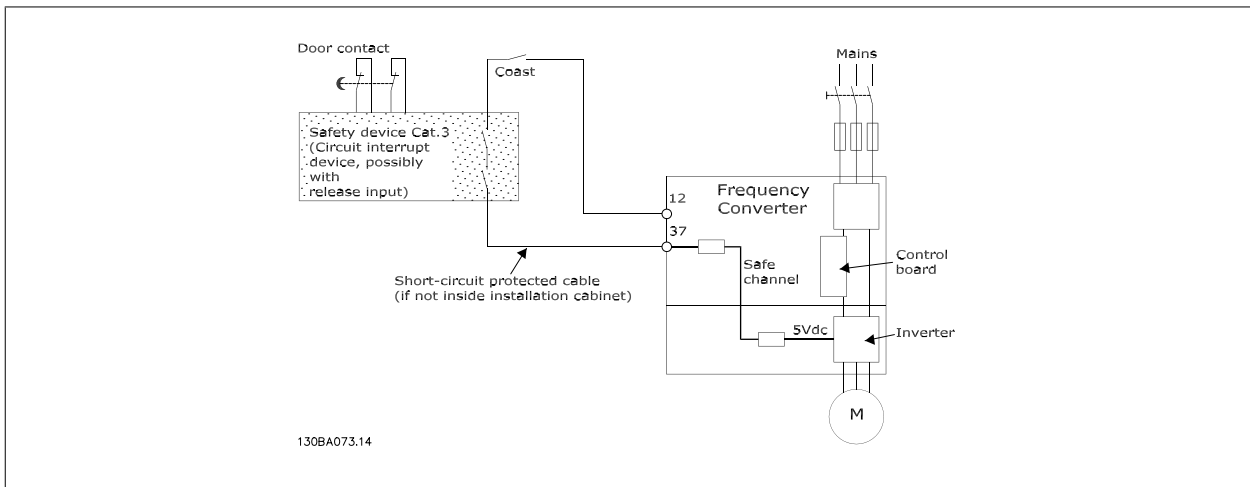 Door contact
Coast
Mains
Safety device Cat.3
(Circuit interrupt
device, possibly
with
release input)
12
Frequency
Converter
37
Safe
channel
Control
board
Short-circuit protected cable
(if not inside installation cabinet)
5Vdc
Inverter
M
130BA073.14